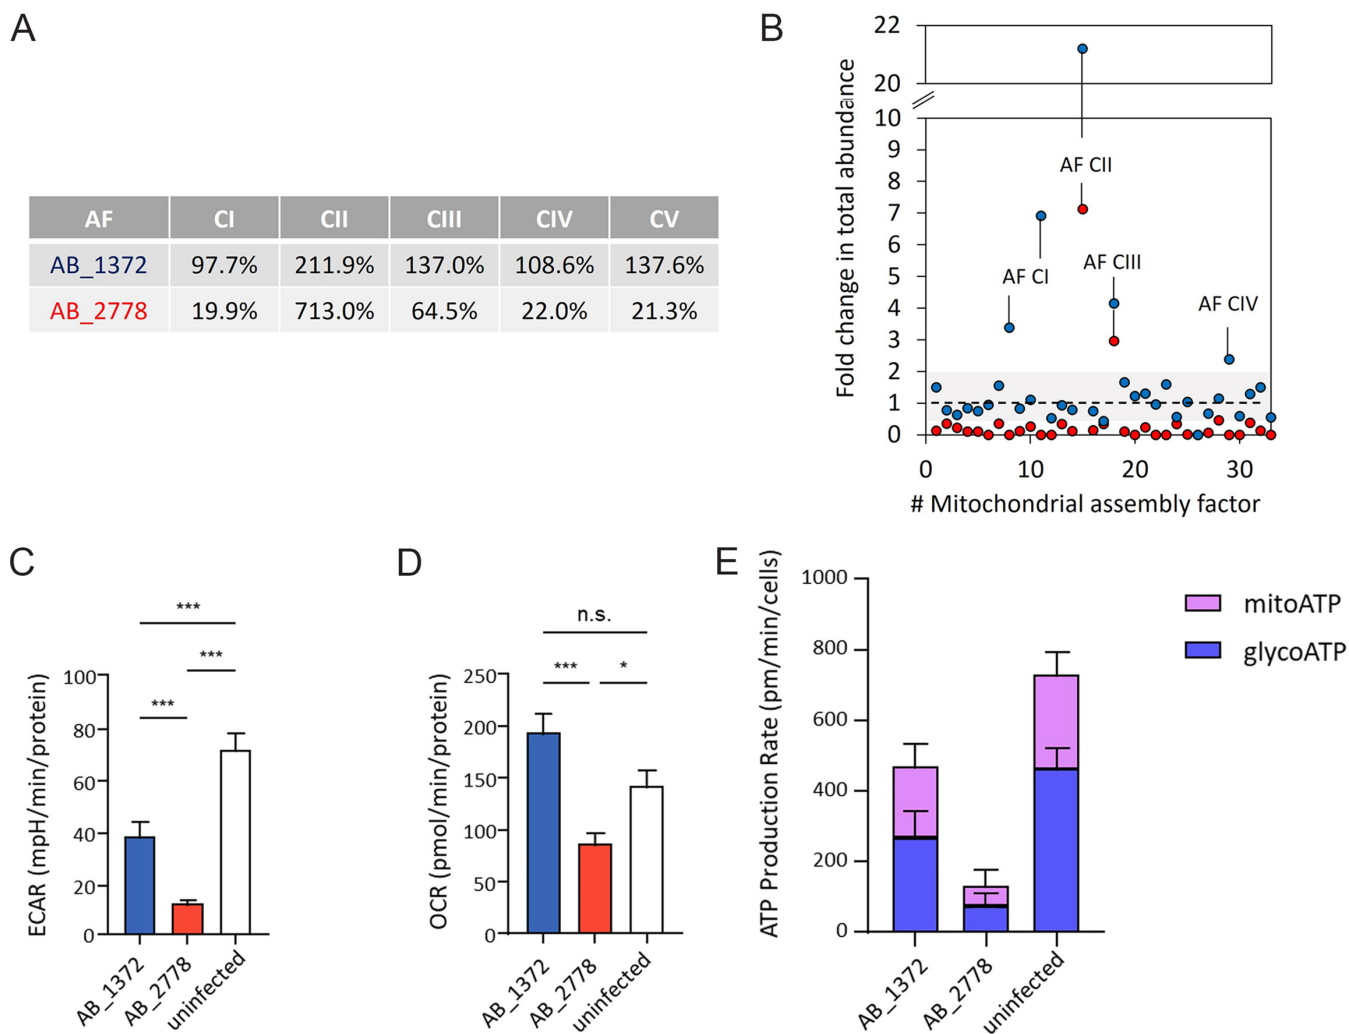 A
AF CI CII CIII CIV CV
AB_1372 97.7% 211.9% 137.0% 108.6% 137.6%
AB_2778 19.9% 713.0% 64.5% 22.0% 21.3%
B
Fold change in total abundance
22
20
10
9
8
7
6
5
4
3
2
1
0
AF CII
AF CI
AF CIII
AF CIV
0 10 20 30
# Mitochondrial assembly factor
C
ECAR (mpH/min/protein)
***
***
***
100
80
60
40
20
0
AB_1372
AB_2778
uninfected
D
OCR (pmol/min/protein)
n.s.
*** *
250
200
150
100
50
0
AB_1372
AB_2778
uninfected
E
ATP Production Rate (pm/min/cells)
1000
800
600
400
200
0
AB_1372
AB_2778
uninfected
mitoATP
glycoATP